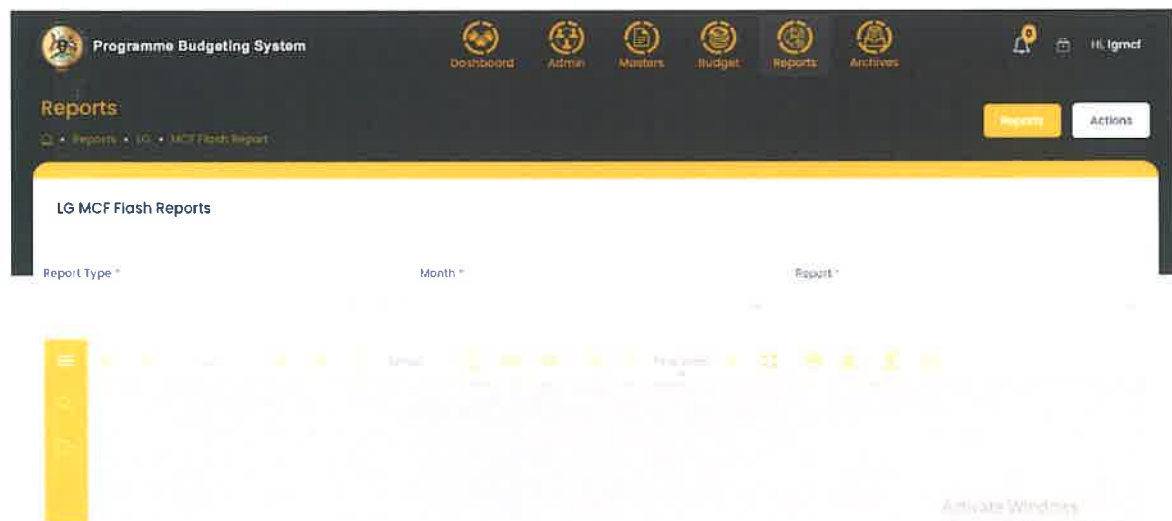 Programme Budgeting System
Dashboard
Admin
Masters
Budget
Reports
Archives
0
Hi, lgmcf
Reports
• Reports • LG • MCF Flash Report
Reports
Actions
LG MCF Flash Reports
Report Type *
Month *
Report *
Activate Windows